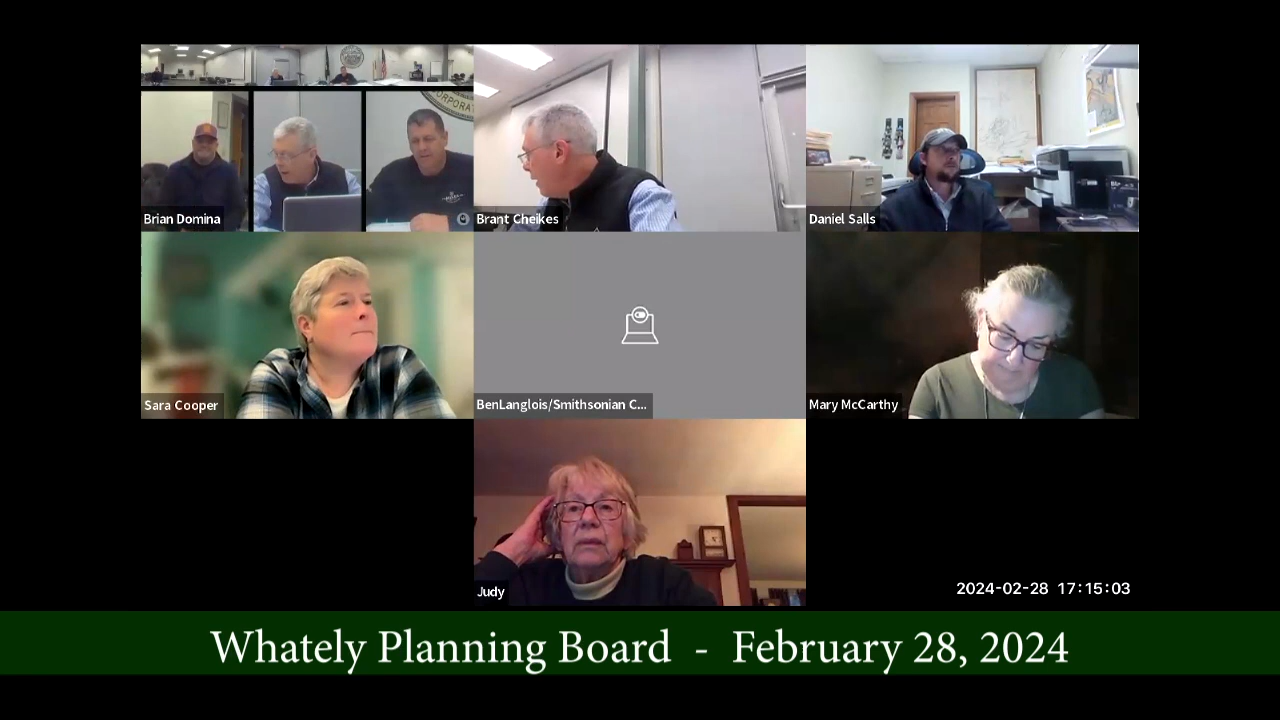 CORPORAT
Brian Domina
Brant Cheikes
Daniel Salls
Sara Cooper
BenLanglois/Smithsonian C...
Mary McCarthy
Judy
2024-02-28 17:15:03
Whately Planning Board - February 28, 2024